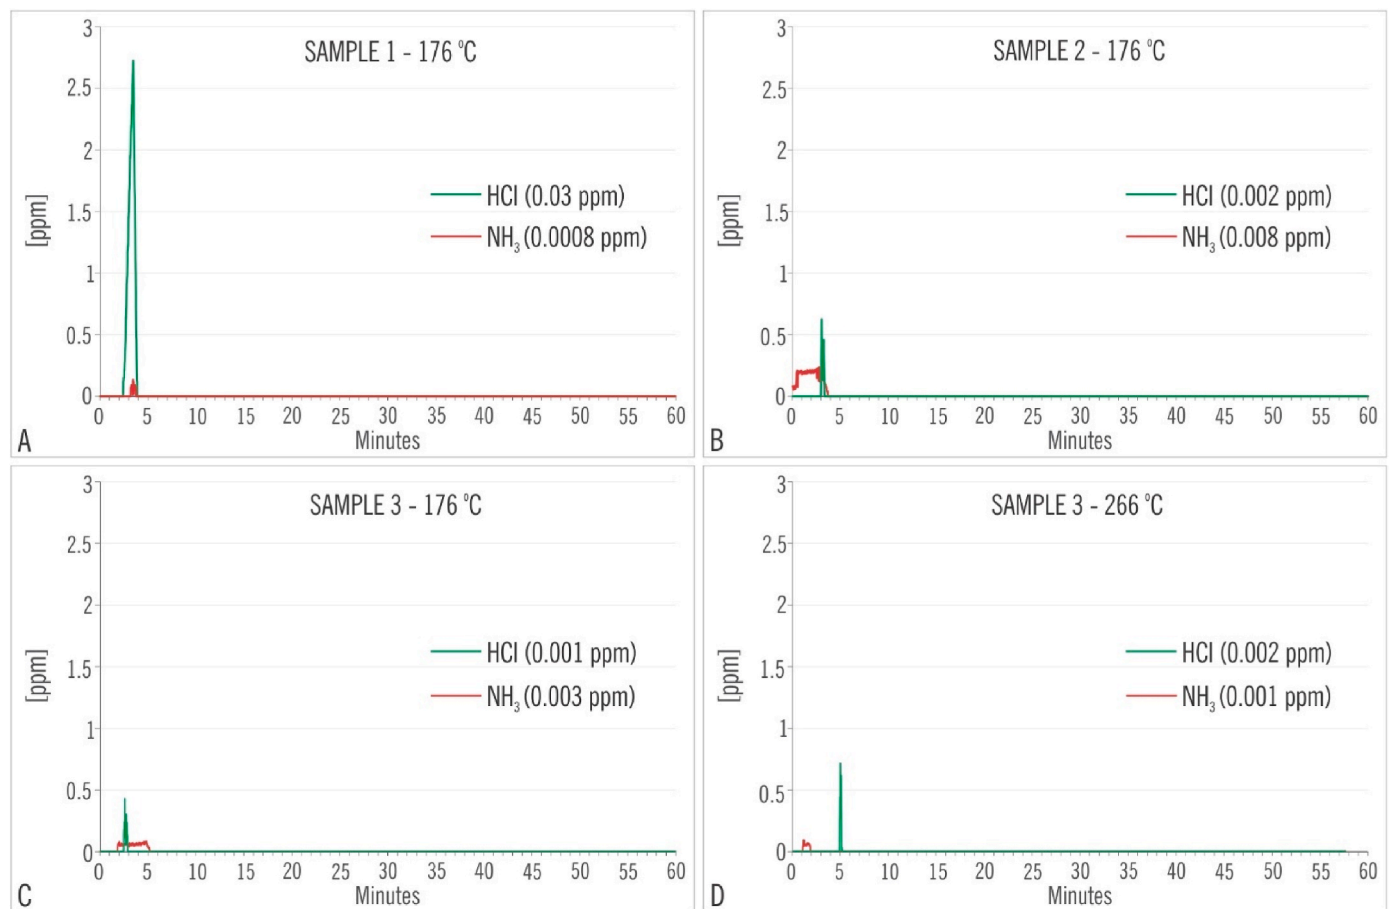 SAMPLE 1 - 176 °C
3
2.5
2
1.5
1
0.5
0
[ppm]
HCl (0.03 ppm)
NH₃ (0.0008 ppm)
0 5 10 15 20 25 30 35 40 45 50 55 60
Minutes
A
SAMPLE 2 - 176 °C
3
2.5
2
1.5
1
0.5
0
[ppm]
HCl (0.002 ppm)
NH₃ (0.008 ppm)
0 5 10 15 20 25 30 35 40 45 50 55 60
Minutes
B
SAMPLE 3 - 176 °C
3
2.5
2
1.5
1
0.5
0
[ppm]
HCl (0.001 ppm)
NH₃ (0.003 ppm)
0 5 10 15 20 25 30 35 40 45 50 55 60
Minutes
C
SAMPLE 3 - 266 °C
3
2.5
2
1.5
1
0.5
0
[ppm]
HCl (0.002 ppm)
NH₃ (0.001 ppm)
0 5 10 15 20 25 30 35 40 45 50 55 60
Minutes
D